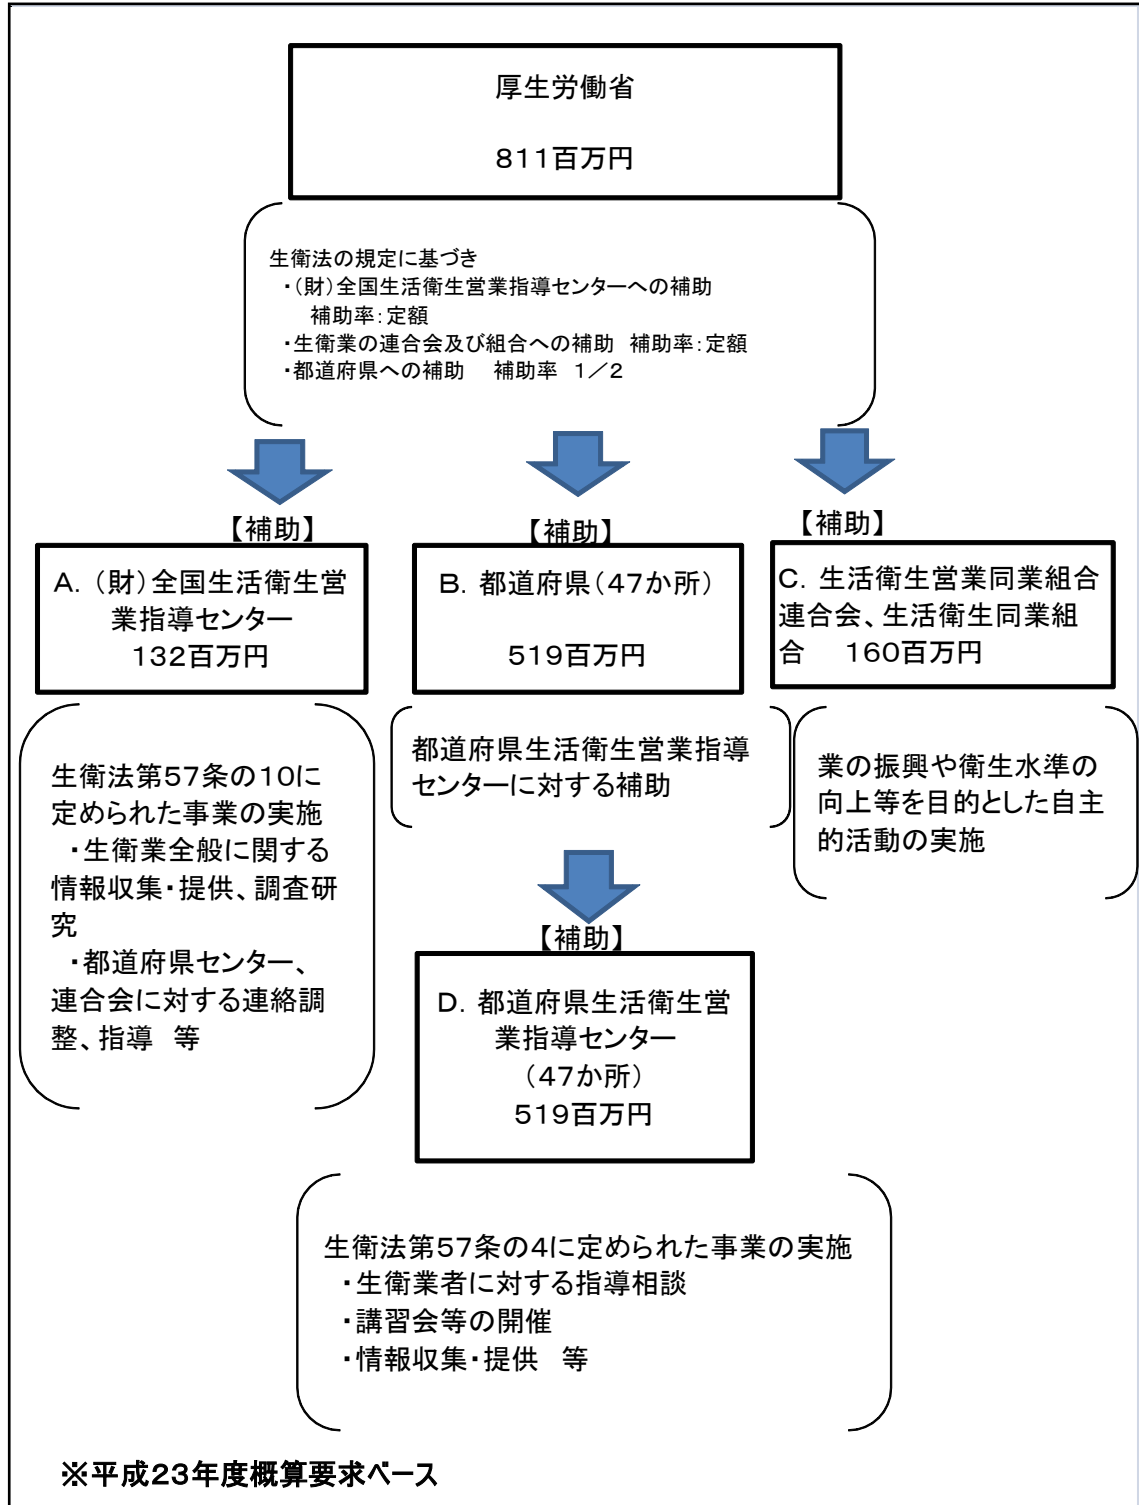 厚生労働省
811百万円
生衛法の規定に基づき
・(財)全国生活衛生営業指導センターへの補助
補助率:定額
・生衛業の連合会及び組合への補助　補助率:定額
・都道府県への補助　　補助率　1/2
【補助】
【補助】
【補助】
A. (財)全国生活衛生営
業指導センター
132百万円
B. 都道府県(47か所)
519百万円
C. 生活衛生営業同業組合
連合会、生活衛生同業組
合　　160百万円
生衛法第57条の10に
定められた事業の実施
・生衛業全般に関する
情報収集・提供、調査研
究
・都道府県センター、
連合会に対する連絡調
整、指導　等
都道府県生活衛生営業指導
センターに対する補助
業の振興や衛生水準の
向上等を目的とした自主
的活動の実施
【補助】
D. 都道府県生活衛生営
業指導センター
(47か所)
519百万円
生衛法第57条の4に定められた事業の実施
・生衛業者に対する指導相談
・講習会等の開催
・情報収集・提供　等
※平成23年度概算要求ベース